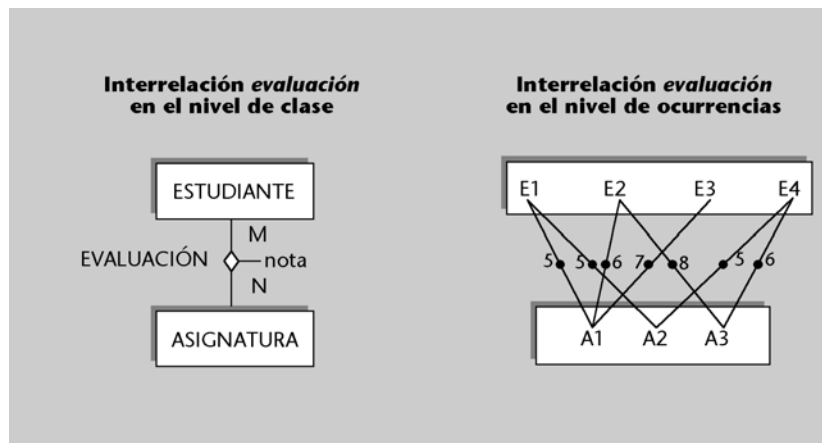 Interrelación evaluación
en el nivel de clase
ESTUDIANTE
M
EVALUACIÓN
nota
N
ASIGNATURA
Interrelación evaluación
en el nivel de ocurrencias
E1 E2 E3 E4
5 5 6 7 8 5 6
A1 A2 A3